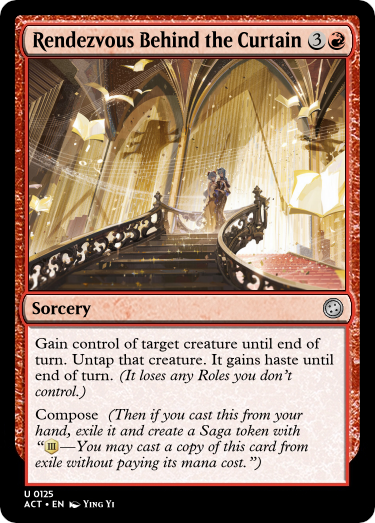 Rendezvous Behind the Curtain 3
Sorcery
Gain control of target creature until end of
turn. Untap that creature. It gains haste until
end of turn. (It loses any Roles you don't
control.)
Compose (Then if you cast this from your
hand, exile it and create a Saga token with
“III—You may cast a copy of this card from
exile without paying its mana cost.”)
U 0125
ACT • EN Ying Yi